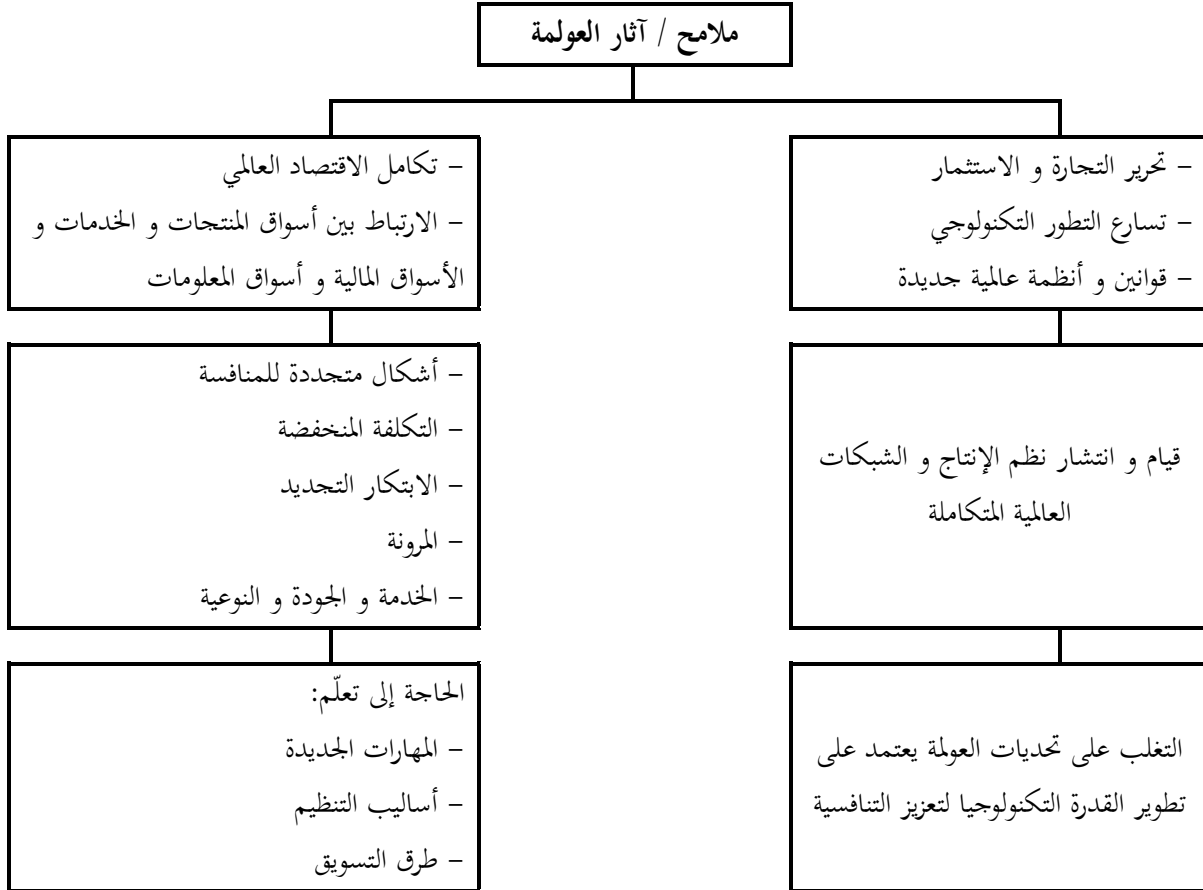 ملامح / آثار العولمة
– تحرير التجارة و الاستثمار
– تسارع التطور التكنولوجي
– قوانين و أنظمة عالمية جديدة
قيام و انتشار نظم الإنتاج و الشبكات
العالمية المتكاملة
التغلب على تحديات العولمة يعتمد على
تطوير القدرة التكنولوجيا لتعزيز التنافسية
– تكامل الاقتصاد العالمي
– الارتباط بين أسواق المنتجات و الخدمات و
الأسواق المالية و أسواق المعلومات
– أشكال متجددة للمنافسة
– التكلفة المنخفضة
– الابتكار التجديد
– المرونة
– الخدمة و الجودة و النوعية
الحاجة إلى تعلّم:
– المهارات الجديدة
– أساليب التنظيم
– طرق التسويق